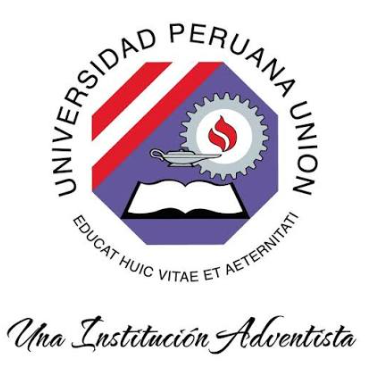 UNIVERSIDAD PERUANA UNION
EDUCAT HUIC VITAE ET AETERNITATI
Una Institución Adventista